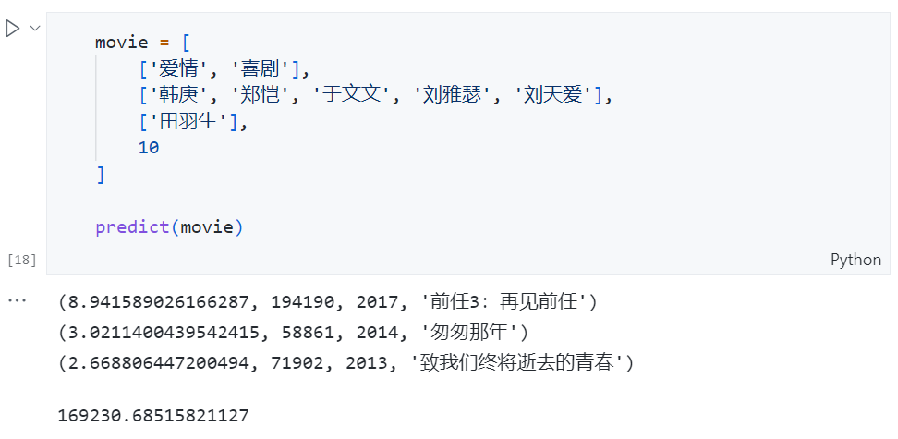 movie = [
['爱情', '喜剧'],
['韩庚', '郑恺', '于文文', '刘雅瑟', '刘天爱'],
['田羽生'],
10
]
predict(movie)
[18]
Python
(8.941589026166287, 194190, 2017, '前任3：再见前任')
(3.0211400439542415, 58861, 2014, '匆匆那年')
(2.668806447200494, 71902, 2013, '致我们终将逝去的青春')
169230.68515821127